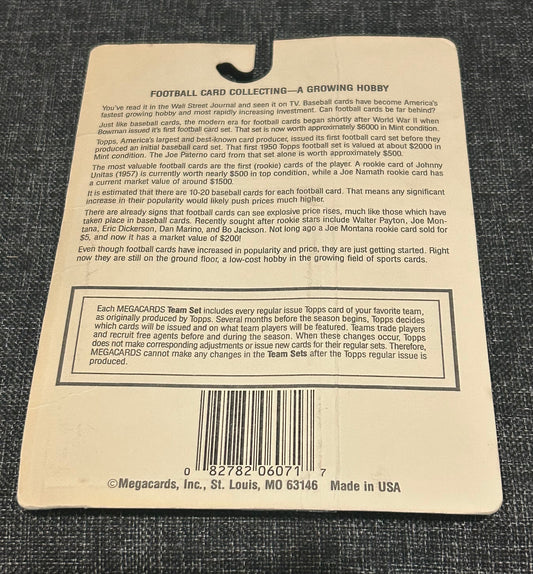 FOOTBALL CARD COLLECTING—A GROWING HOBBY
You've read it in the Wall Street Journal and seen it on TV. Baseball cards have become America's
fastest growing hobby and most rapidly increasing investment. Can football cards be far behind?
Just like baseball cards, the modern era for football cards began shortly after World War II when
Bowman issued it's first football card set. That set is now worth approximately $6000 in Mint condition.
Topps, America's largest and best-known card producer, issued its first football card set before they
produced an initial baseball card set. That first 1950 Topps football set is valued at about $2000 in
Mint condition. The Joe Paterno card from that set alone is worth approximately $500.
The most valuable football cards are the first (rookie) cards of the player. A rookie card of Johnny
Unitas (1957) is currently worth nearly $500 in top condition, while a Joe Namath rookie card has
a current market value of around $1500.
It is estimated that there are 10-20 baseball cards for each football card. That means any significant
increase in their popularity would likely push prices much higher.
There are already signs that football cards can see explosive price rises, much like those which have
taken place in baseball cards. Recently sought after rookie stars include Walter Payton, Joe Mon-
tana, Eric Dickerson, Dan Marino, and Bo Jackson. Not long ago a Joe Montana rookie card sold for
$5, and now it has a market value of $200!
Even though football cards have increased in popularity and price, they are just getting started. Right
now they are still on the ground floor, a low-cost hobby in the growing field of sports cards.
Each MEGACARDS Team Set includes every regular issue Topps card of your favorite team,
as originally produced by Topps. Several months before the season begins, Topps decides
which cards will be issued and on what team players will be featured. Teams trade players
and recruit free agents before and during the season. When these changes occur, Topps
does not make corresponding adjustments or issue new cards for their regular sets. Therefore,
MEGACARDS cannot make any changes in the Team Sets after the Topps regular issue is
produced.
0 82782 06071 7
©Megacards, Inc., St. Louis, MO 63146 Made in USA